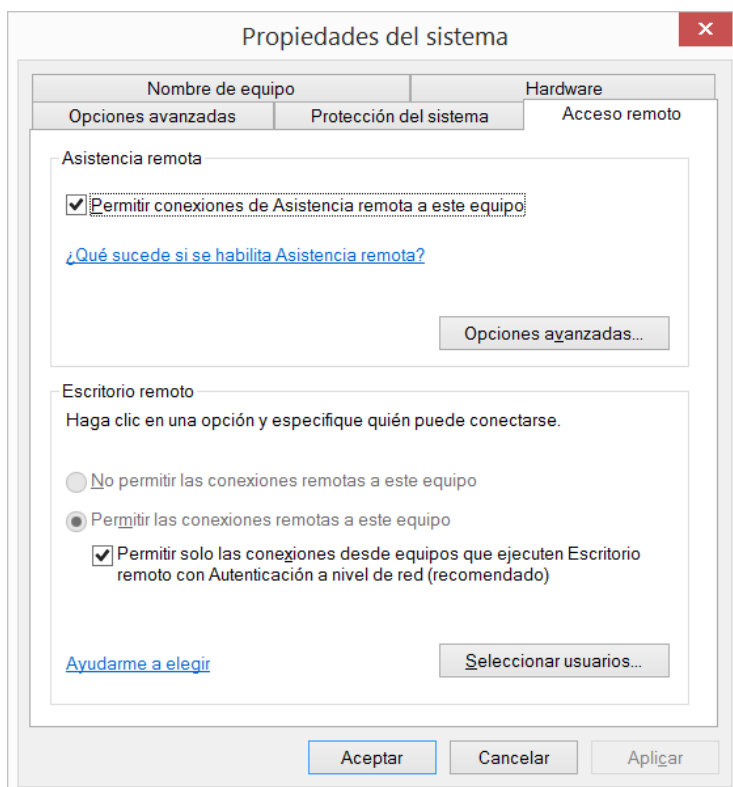 Propiedades del sistema
Nombre de equipo
Hardware
Opciones avanzadas
Protección del sistema
Acceso remoto
Asistencia remota
Permitir conexiones de Asistencia remota a este equipo
¿Qué sucede si se habilita Asistencia remota?
Opciones avanzadas...
Escritorio remoto
Haga clic en una opción y especifique quién puede conectarse.
No permitir las conexiones remotas a este equipo
Permitir las conexiones remotas a este equipo
Permitir solo las conexiones desde equipos que ejecuten Escritorio
remoto con Autenticación a nivel de red (recomendado)
Ayudarme a elegir
Seleccionar usuarios...
Aceptar
Cancelar
Aplicar